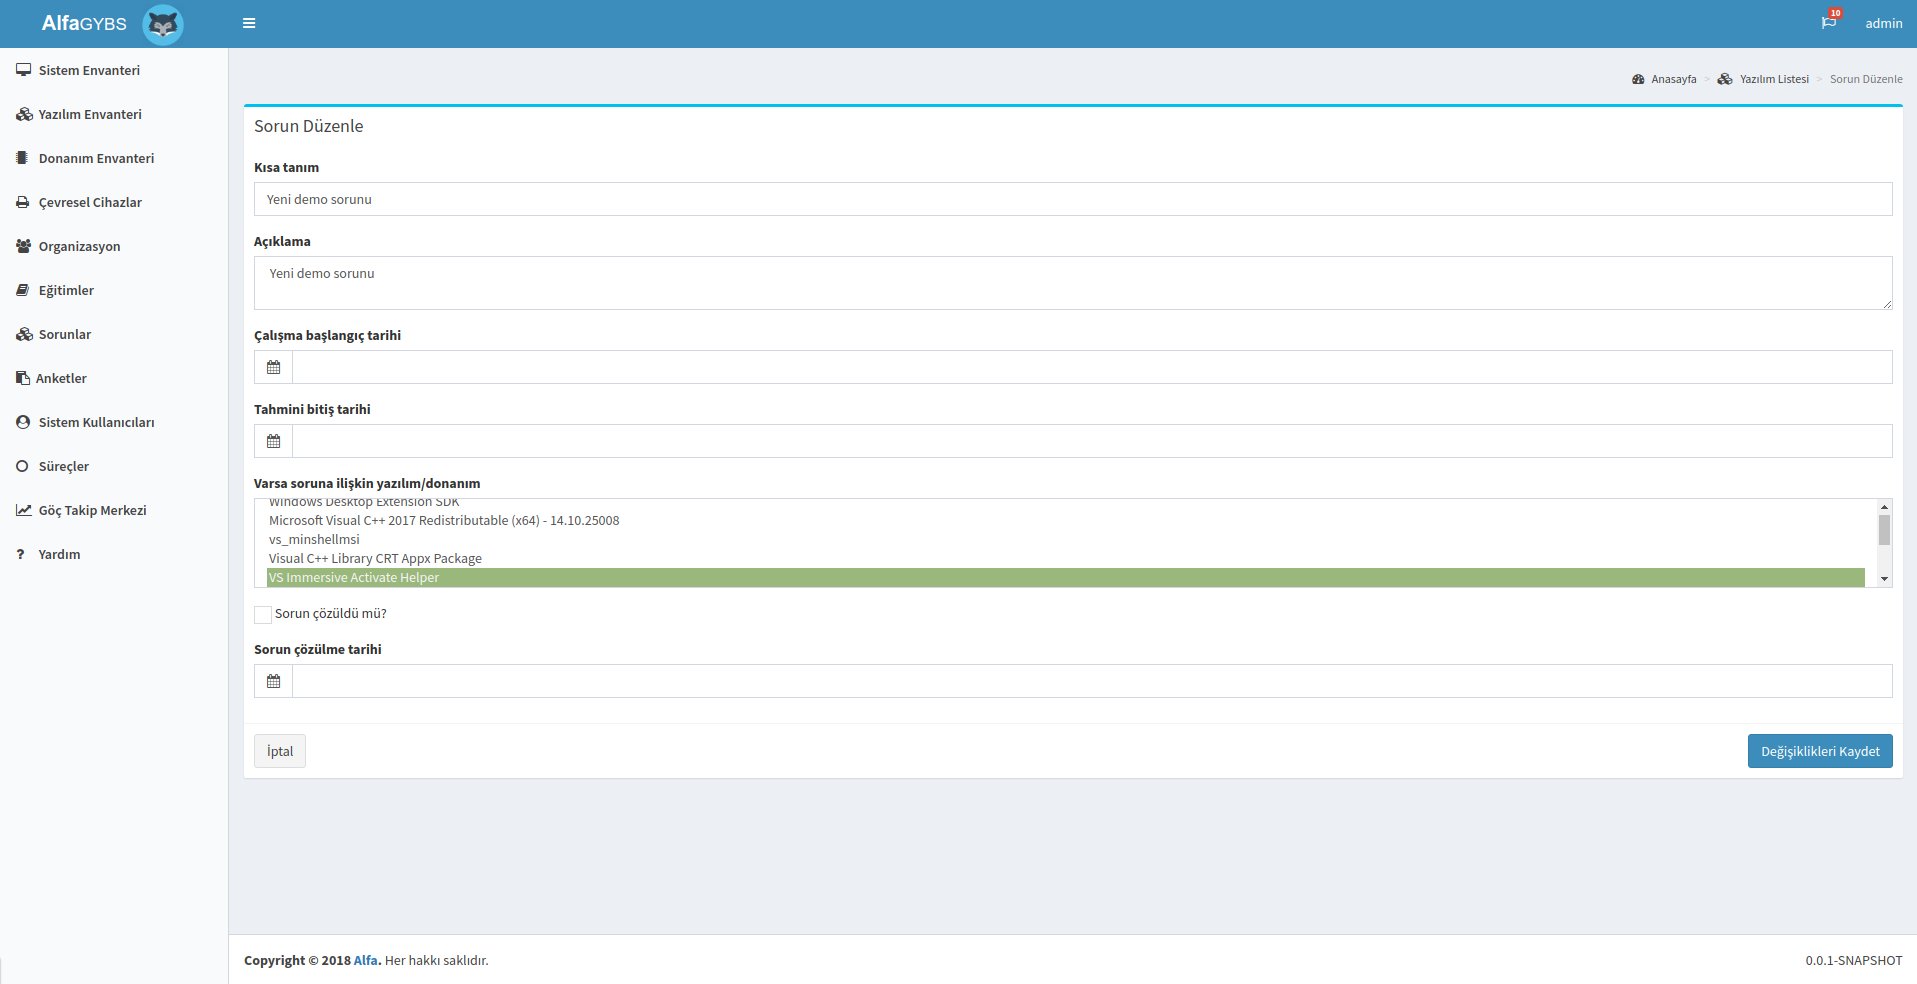 AlfaGYBS
10
admin
Sistem Envanteri
Yazılım Envanteri
Donanım Envanteri
Çevresel Cihazlar
Organizasyon
Eğitimler
Sorunlar
Anketler
Sistem Kullanıcıları
Süreçler
Göç Takip Merkezi
Yardım
Anasayfa > Yazılım Listesi > Sorun Düzenle
Sorun Düzenle
Kısa tanım
Yeni demo sorunu
Açıklama
Yeni demo sorunu
Çalışma başlangıç tarihi
Tahmini bitiş tarihi
Varsa soruna ilişkin yazılım/donanım
Windows Desktop Extension SDK
Microsoft Visual C++ 2017 Redistributable (x64) - 14.10.25008
vs_minshellmsi
Visual C++ Library CRT Appx Package
VS Immersive Activate Helper
Sorun çözüldü mü?
Sorun çözülme tarihi
İptal
Değişiklikleri Kaydet
Copyright © 2018 Alfa. Her hakkı saklıdır.
0.0.1-SNAPSHOT